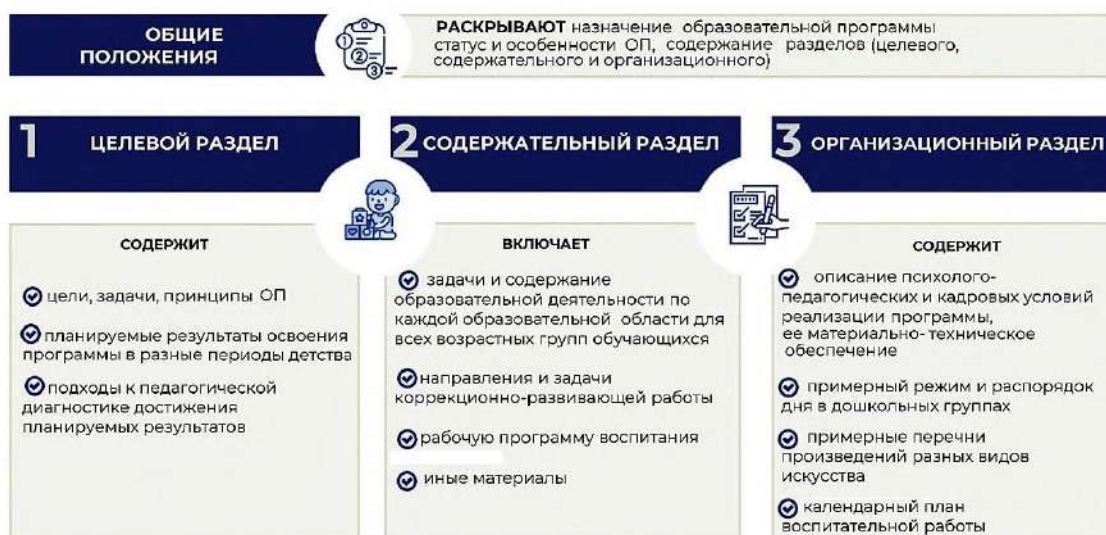 ОБЩИЕ
ПОЛОЖЕНИЯ
1
2
3
РАСКРЫВАЮТ назначение образовательной программы
статус и особенности ОП, содержание разделов (целевого,
содержательного и организационного)
1 ЦЕЛЕВОЙ РАЗДЕЛ
СОДЕРЖИТ
цели, задачи, принципы ОП
планируемые результаты освоения
программы в разные периоды детства
подходы к педагогической
диагностике достижения
планируемых результатов
2 СОДЕРЖАТЕЛЬНЫЙ РАЗДЕЛ
ВКЛЮЧАЕТ
задачи и содержание
образовательной деятельности по
каждой образовательной области для
всех возрастных групп обучающихся
направления и задачи
коррекционно-развивающей работы
рабочую программу воспитания
иные материалы
3 ОРГАНИЗАЦИОННЫЙ РАЗДЕЛ
СОДЕРЖИТ
описание психолого-
педагогических и кадровых условий
реализации программы,
ее материально-техническое
обеспечение
примерный режим и распорядок
дня в дошкольных группах
примерные перечни
произведений разных видов
искусства
календарный план
воспитательной работы